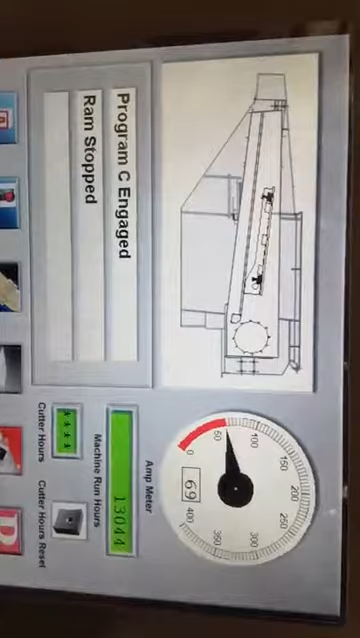 Program C Engaged
Ram Stopped
0
50
100
150
200
250
300
350
400
69
Amp Meter
13044
Machine Run Hours
****
Cutter Hours
Cutter Hours Reset